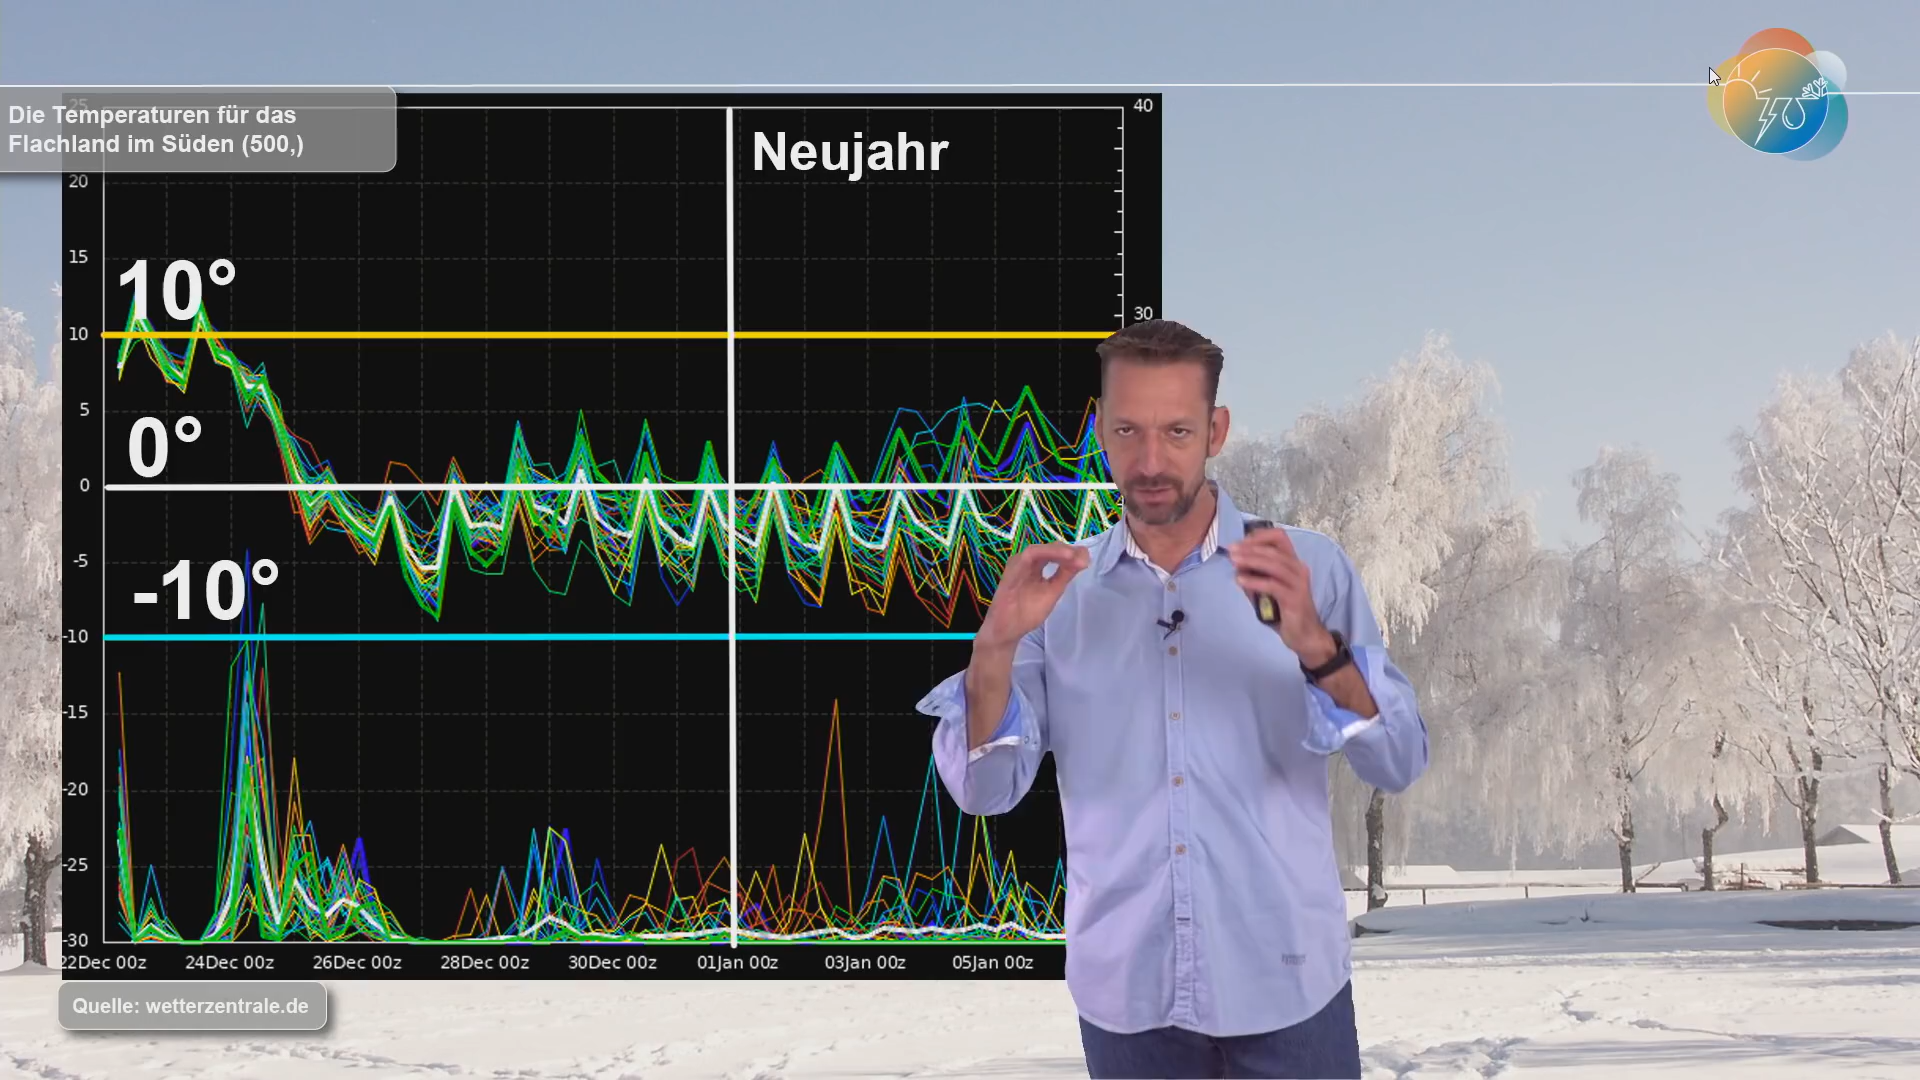 Die Temperaturen für das
Flachland im Süden (500,)
Neujahr
25
20
15
10
5
0
-5
-10
-15
-20
-25
-30
40
30
10°
0°
-10°
22Dec 00z
24Dec 00z
26Dec 00z
28Dec 00z
30Dec 00z
01Jan 00z
03Jan 00z
05Jan 00z
Quelle: wetterzentrale.de